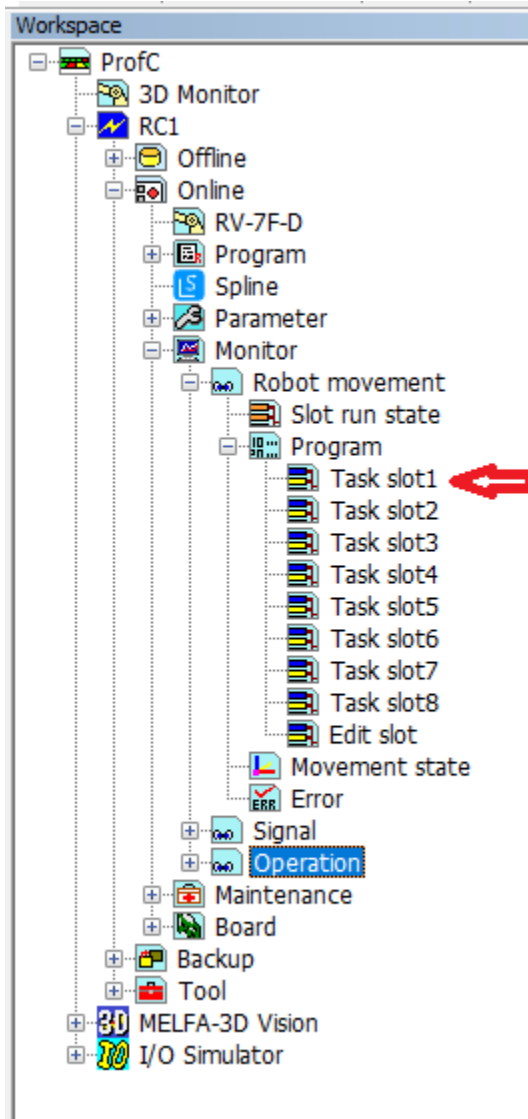 Workspace
ProfC
3D Monitor
RC1
Offline
Online
RV-7F-D
Program
Spline
Parameter
Monitor
Robot movement
Slot run state
Program
Task slot1
Task slot2
Task slot3
Task slot4
Task slot5
Task slot6
Task slot7
Task slot8
Edit slot
Movement state
Error
Signal
Operation
Maintenance
Board
Backup
Tool
MELFA-3D Vision
I/O Simulator